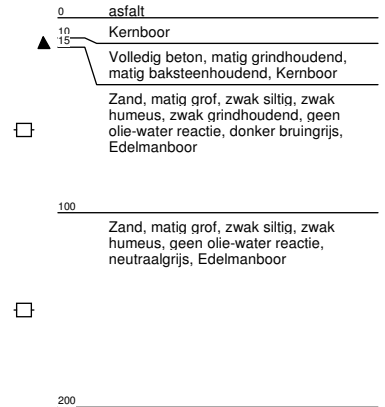 0 asfalt
10 Kernboor
15
Volledig beton, matig grindhoudend,
matig baksteenhoudend, Kernboor
Zand, matig grof, zwak siltig, zwak
humeus, zwak grindhoudend, geen
olie-water reactie, donker bruingrijs,
Edelmanboor
100
Zand, matig grof, zwak siltig, zwak
humeus, geen olie-water reactie,
neutraalgrijs, Edelmanboor
200